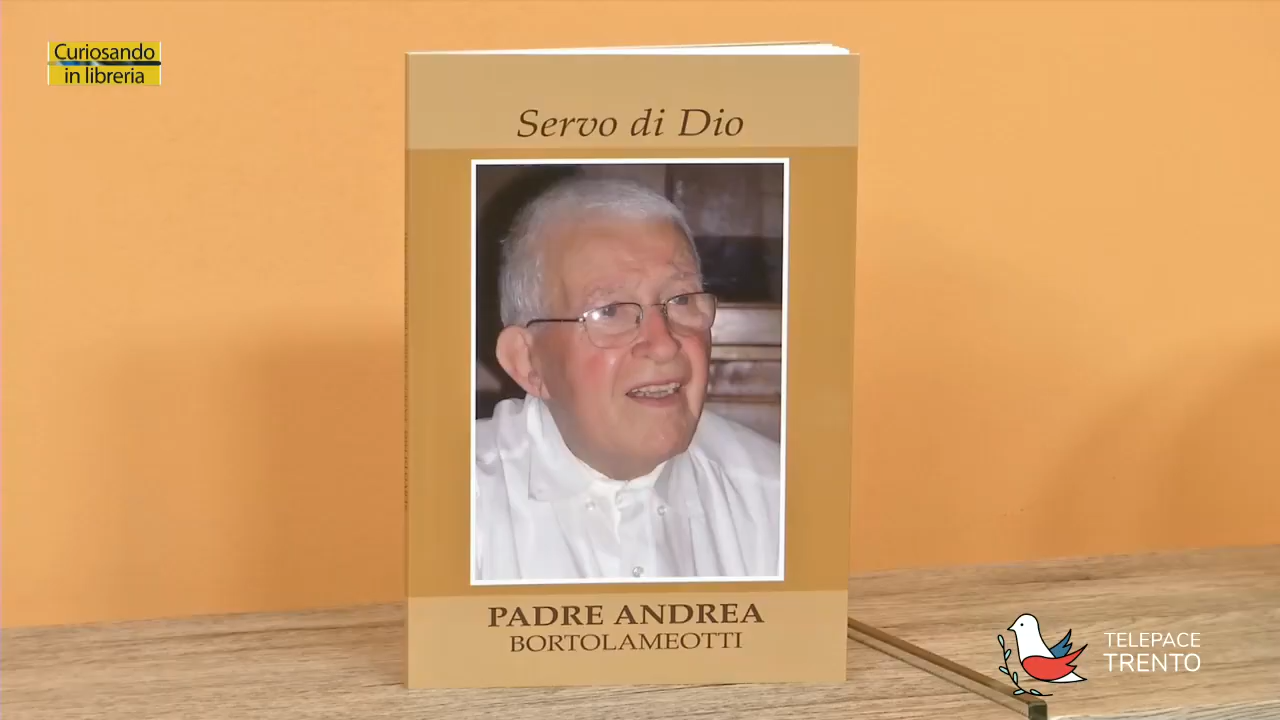 Curiosando
in libreria
Servo di Dio
PADRE ANDREA
BORTOLAMEOTTI
TELEPACE
TRENTO